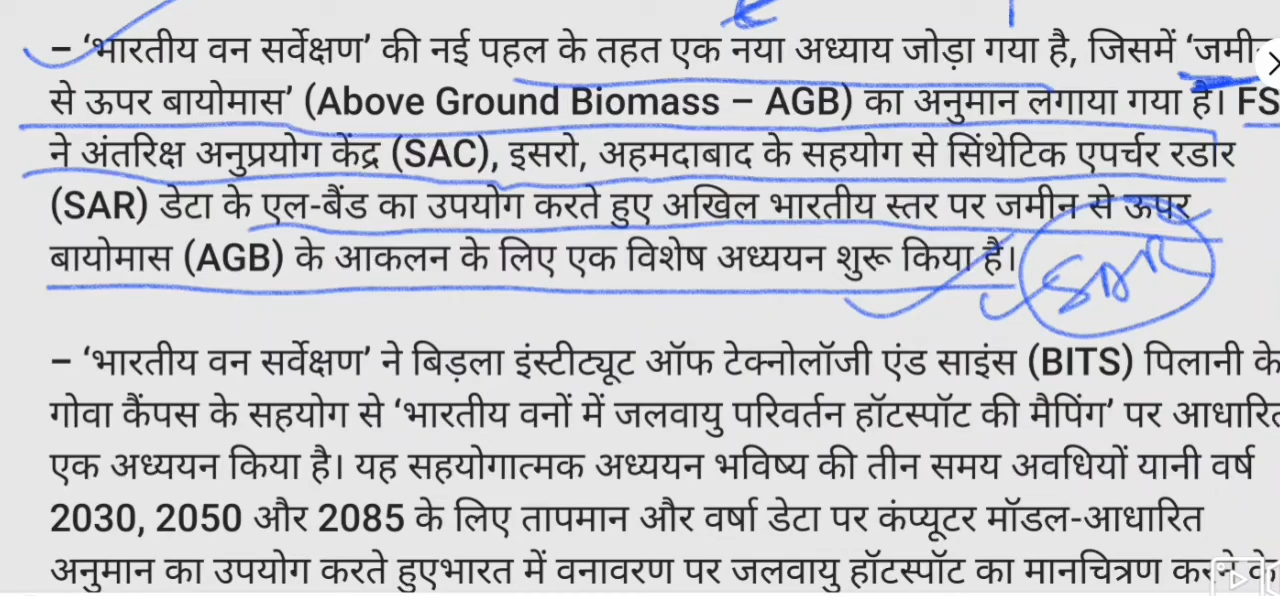 – ‘भारतीय वन सर्वेक्षण’ की नई पहल के तहत एक नया अध्याय जोड़ा गया है, जिसमें
से ऊपर बायोमास’ (Above Ground Biomass – AGB) का अनुमान लगाया गया है।
ने अंतरिक्ष अनुप्रयोग केंद्र (SAC), इसरो, अहमदाबाद के सहयोग से सिंथेटिक एपर्चर रडार
(SAR) डेटा के एल-बैंड का उपयोग करते हुए अखिल भारतीय स्तर पर जमीन से ऊपर
बायोमास (AGB) के आकलन के लिए एक विशेष अध्ययन शुरू किया है।
SAR
– ‘भारतीय वन सर्वेक्षण’ ने बिड़ला इंस्टीट्यूट ऑफ टेक्नोलॉजी एंड साइंस (BITS) पिलानी के
गोवा कैंपस के सहयोग से ‘भारतीय वनों में जलवायु परिवर्तन हॉटस्पॉट की मैपिंग’ पर आधारित
एक अध्ययन किया है। यह सहयोगात्मक अध्ययन भविष्य की तीन समय अवधियों यानी वर्ष
2030, 2050 और 2085 के लिए तापमान और वर्षा डेटा पर कंप्यूटर मॉडल-आधारित
अनुमान का उपयोग करते हुएभारत में वनावरण पर जलवायु हॉटस्पॉट का मानचित्रण करने के